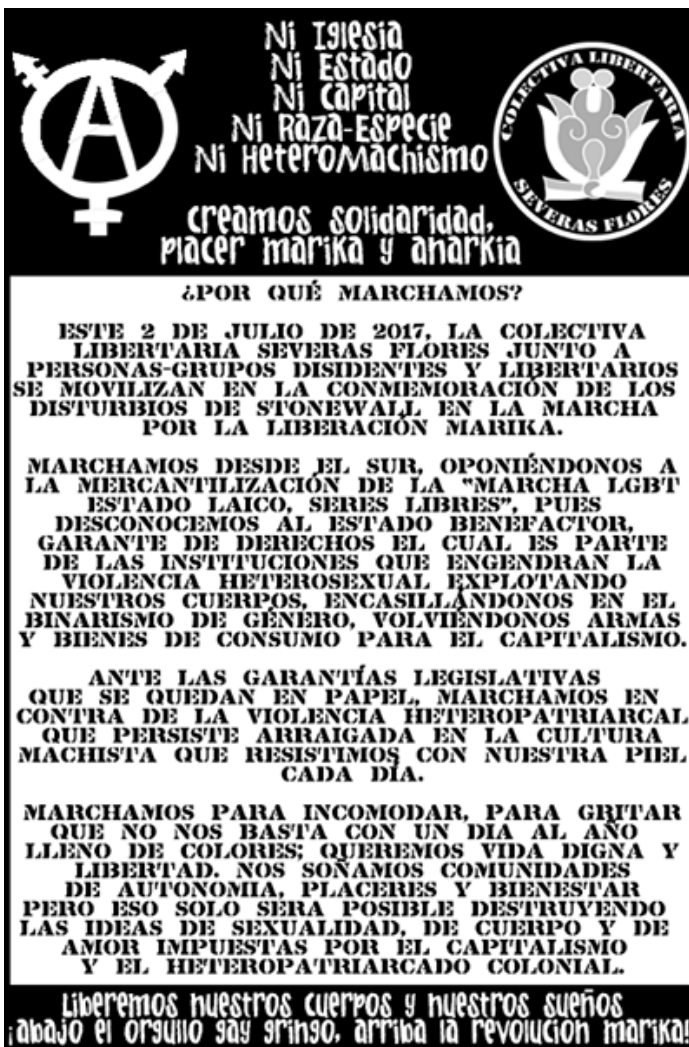 Ni Iglesia
Ni Estado
Ni Capital
Ni Raza-Especie
Ni HeteroMachismo
creamos solidaridad,
placer marika y anarkia
COLECTIVA LIBERTARIA
SEVERAS FLORES
¿POR QUÉ MARCHAMOS?
ESTE 2 DE JULIO DE 2017, LA COLECTIVA
LIBERTARIA SEVERAS FLORES JUNTO A
PERSONAS-GRUPOS DISIDENTES Y LIBERTARIOS
SE MOVILIZAN EN LA CONMEMORACIÓN DE LOS
DISTURBIOS DE STONEWALL EN LA MARCHA
POR LA LIBERACIÓN MARIKA.
MARCHAMOS DESDE EL SUR, OPONIÉNDONOS A
LA MERCANTILIZACIÓN DE LA "MARCHA LGBT
ESTADO LAICO, SERES LIBRES", PUES
DESCONOCEMOS AL ESTADO BENEFACTOR,
GARANTE DE DERECHOS EL CUAL ES PARTE
DE LAS INSTITUCIONES QUE ENGENDRAN LA
VIOLENCIA HETEROSEXUAL EXPLOTANDO
NUESTROS CUERPOS, ENCASILLÁNDONOS EN EL
BINARISMO DE GÉNERO, VOLVIÉNDONOS ARMAS
Y BIENES DE CONSUMO PARA EL CAPITALISMO.
ANTE LAS GARANTÍAS LEGISLATIVAS
QUE SE QUEDAN EN PAPEL, MARCHAMOS EN
CONTRA DE LA VIOLENCIA HETEROPATRIARCAL
QUE PERSISTE ARRAIGADA EN LA CULTURA
MACHISTA QUE RESISTIMOS CON NUESTRA PIEL
CADA DÍA.
MARCHAMOS PARA INCOMODAR, PARA GRITAR
QUE NO NOS BASTA CON UN DIA AL AÑO
LLENO DE COLORES; QUEREMOS VIDA DIGNA Y
LIBERTAD. NOS SOÑAMOS COMUNIDADES
DE AUTONOMIA, PLACERES Y BIENESTAR
PERO ESO SOLO SERA POSIBLE DESTRUYENDO
LAS IDEAS DE SEXUALIDAD, DE CUERPO Y DE
AMOR IMPUESTAS POR EL CAPITALISMO
Y EL HETEROPATRIARCADO COLONIAL.
Liberemos nuestros cuerpos y nuestros sueños
¡abajo el orgullo gay gringo, arriba la revolucion marika!